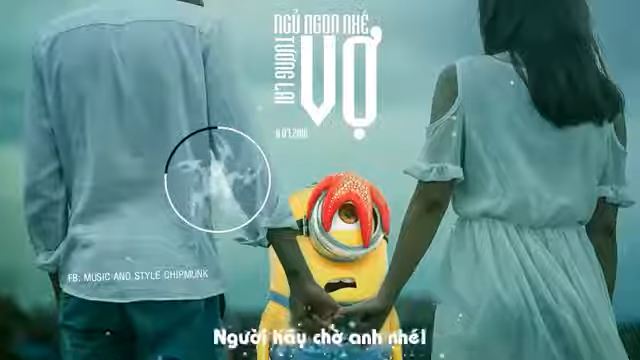 NGỦ NGON NHÉ
VỢ
TƯƠNG LAI
FB: MUSIC AND STYLE CHIPMUNK
Người hãy chờ anh nhé!